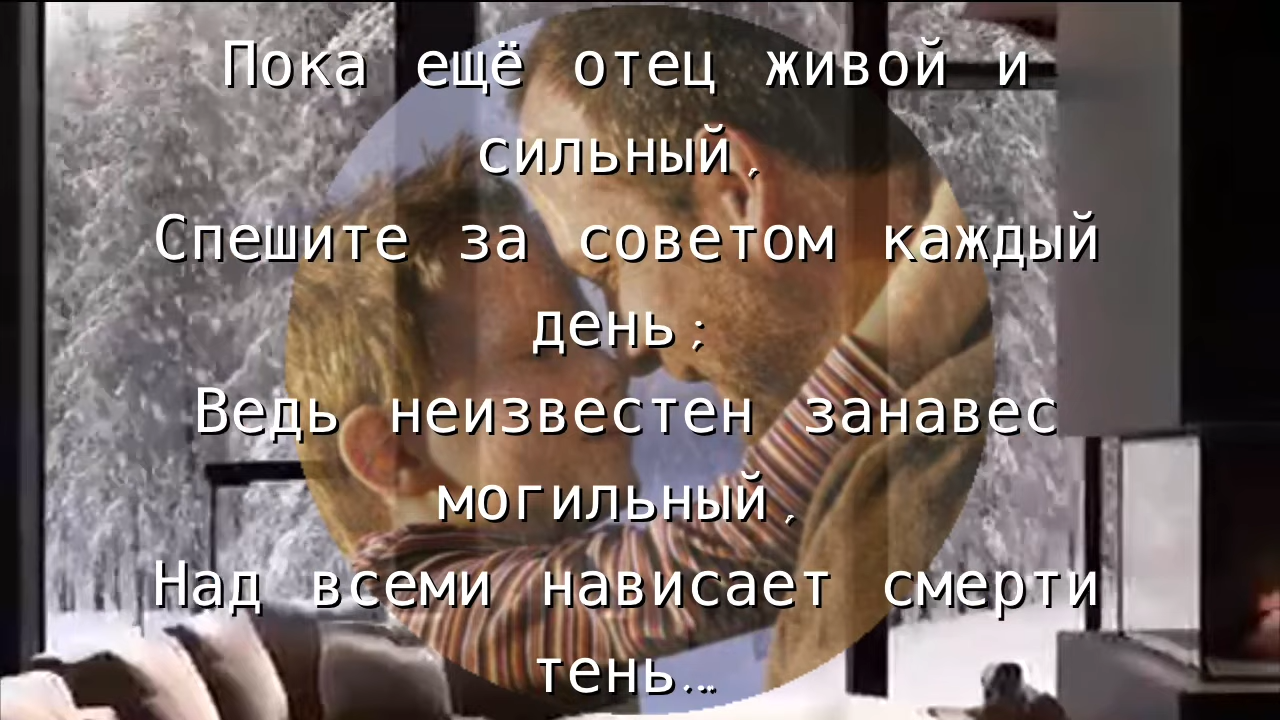 Пока ещё отец живой и
сильный,
Спешите за советом каждый
день;
Ведь неизвестен занавес
могильный,
Над всеми нависает смерти
тень…